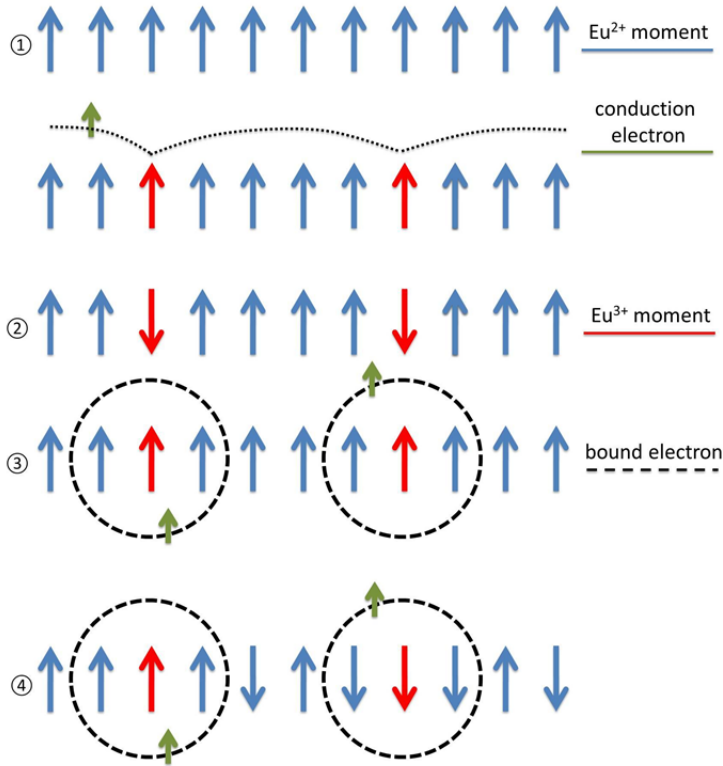 ①
Eu²⁺ moment
conduction
electron
②
Eu³⁺ moment
③
bound electron
④